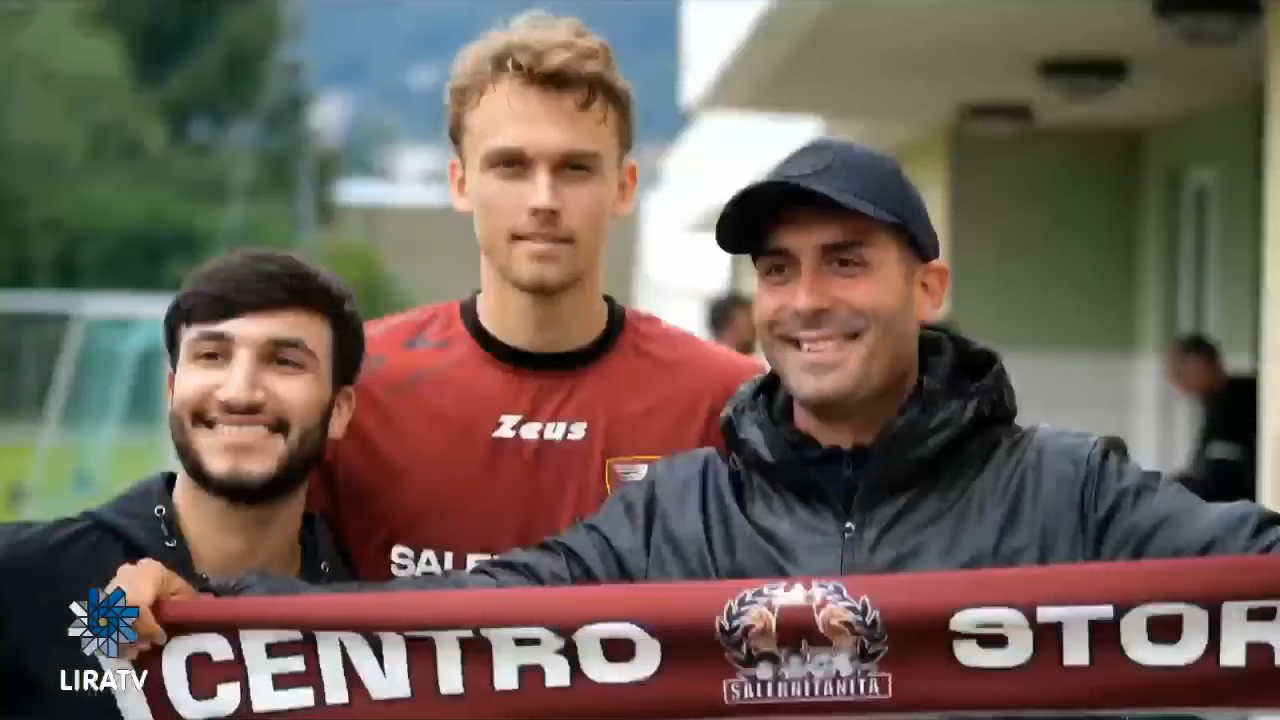 Zeus
SALE
CENTRO STOR
SALERNITANITA
LIRATV